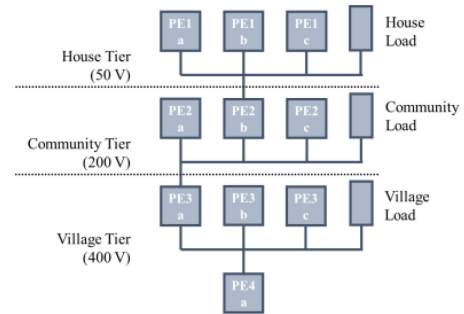 PE1
a
PE1
b
PE1
c
House
Load
House Tier
(50 V)
PE2
a
PE2
b
PE2
c
Community
Load
Community Tier
(200 V)
PE3
a
PE3
b
PE3
c
Village
Load
Village Tier
(400 V)
PE4
a